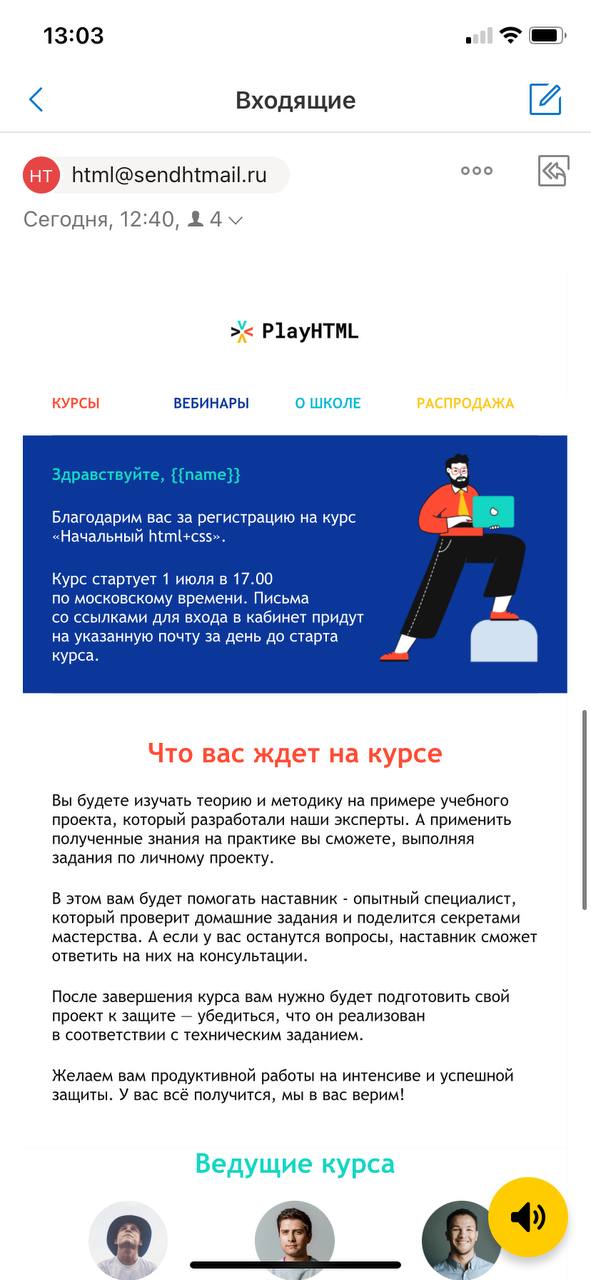 13:03
Входящие
НТ html@sendhtmail.ru
Сегодня, 12:40, 4
PlayHTML
КУРСЫ ВЕБИНАРЫ О ШКОЛЕ РАСПРОДАЖА
Здравствуйте, {{name}}
Благодарим вас за регистрацию на курс
«Начальный html+css».
Курс стартует 1 июля в 17.00
по московскому времени. Письма
со ссылками для входа в кабинет придут
на указанную почту за день до старта
курса.
Что вас ждет на курсе
Вы будете изучать теорию и методику на примере учебного
проекта, который разработали наши эксперты. А применить
полученные знания на практике вы сможете, выполняя
задания по личному проекту.
В этом вам будет помогать наставник - опытный специалист,
который проверит домашние задания и поделится секретами
мастерства. А если у вас останутся вопросы, наставник сможет
ответить на них на консультации.
После завершения курса вам нужно будет подготовить свой
проект к защите — убедиться, что он реализован
в соответствии с техническим заданием.
Желаем вам продуктивной работы на интенсиве и успешной
защиты. У вас всё получится, мы в вас верим!
Ведущие курса